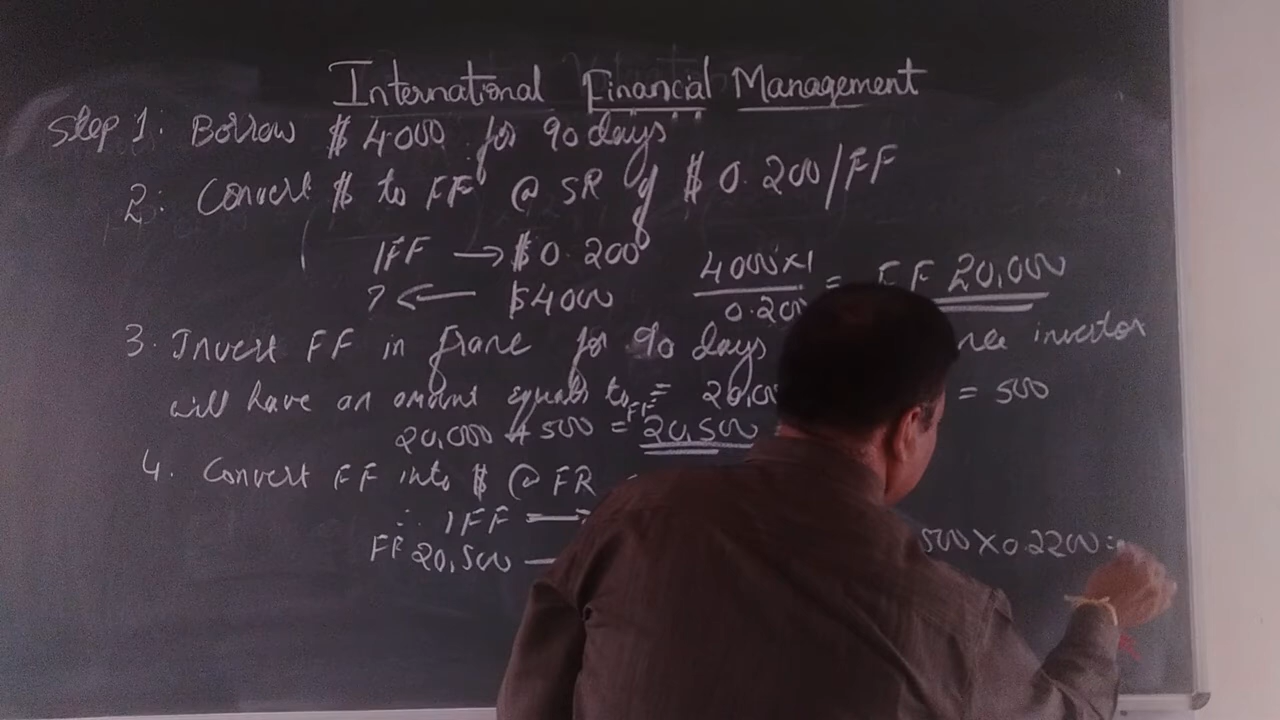 International Financial Management
Step 1: Borrow $ 4000 for 90 days
2: Convert $ to FF @ SR of $ 0.200/FF
1FF → $0.200
? ← $4000
4000×1
0.200
= FF 20,000
3. Invest FF in France for 90 days investor
will have an amount equals to = = 500
20,000 + 500 = FF 20,500
4. Convert FF into $ @ FR
∴ 1FF →
FF 20,500 — 500 × 0.2200 =